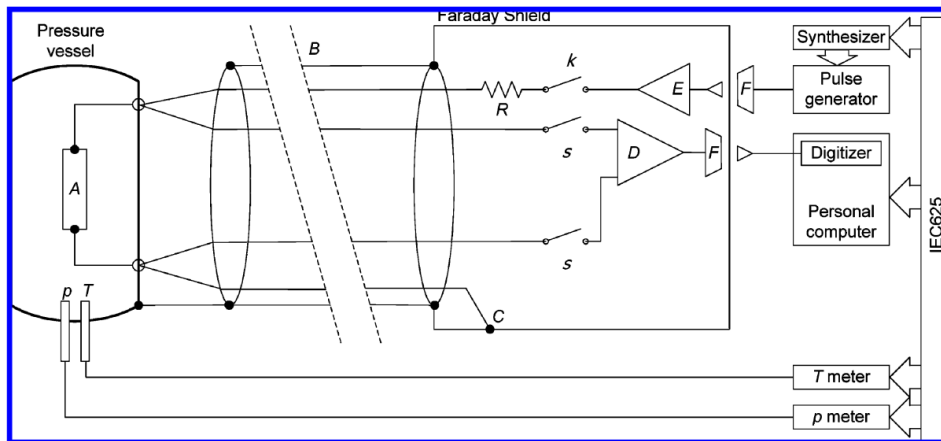 Faraday Shield
Pressure
vessel
B
k
E
F
R
Synthesizer
Pulse
generator
s
D
F
Digitizer
Personal
computer
A
s
p
T
C
T meter
p meter
IEC625